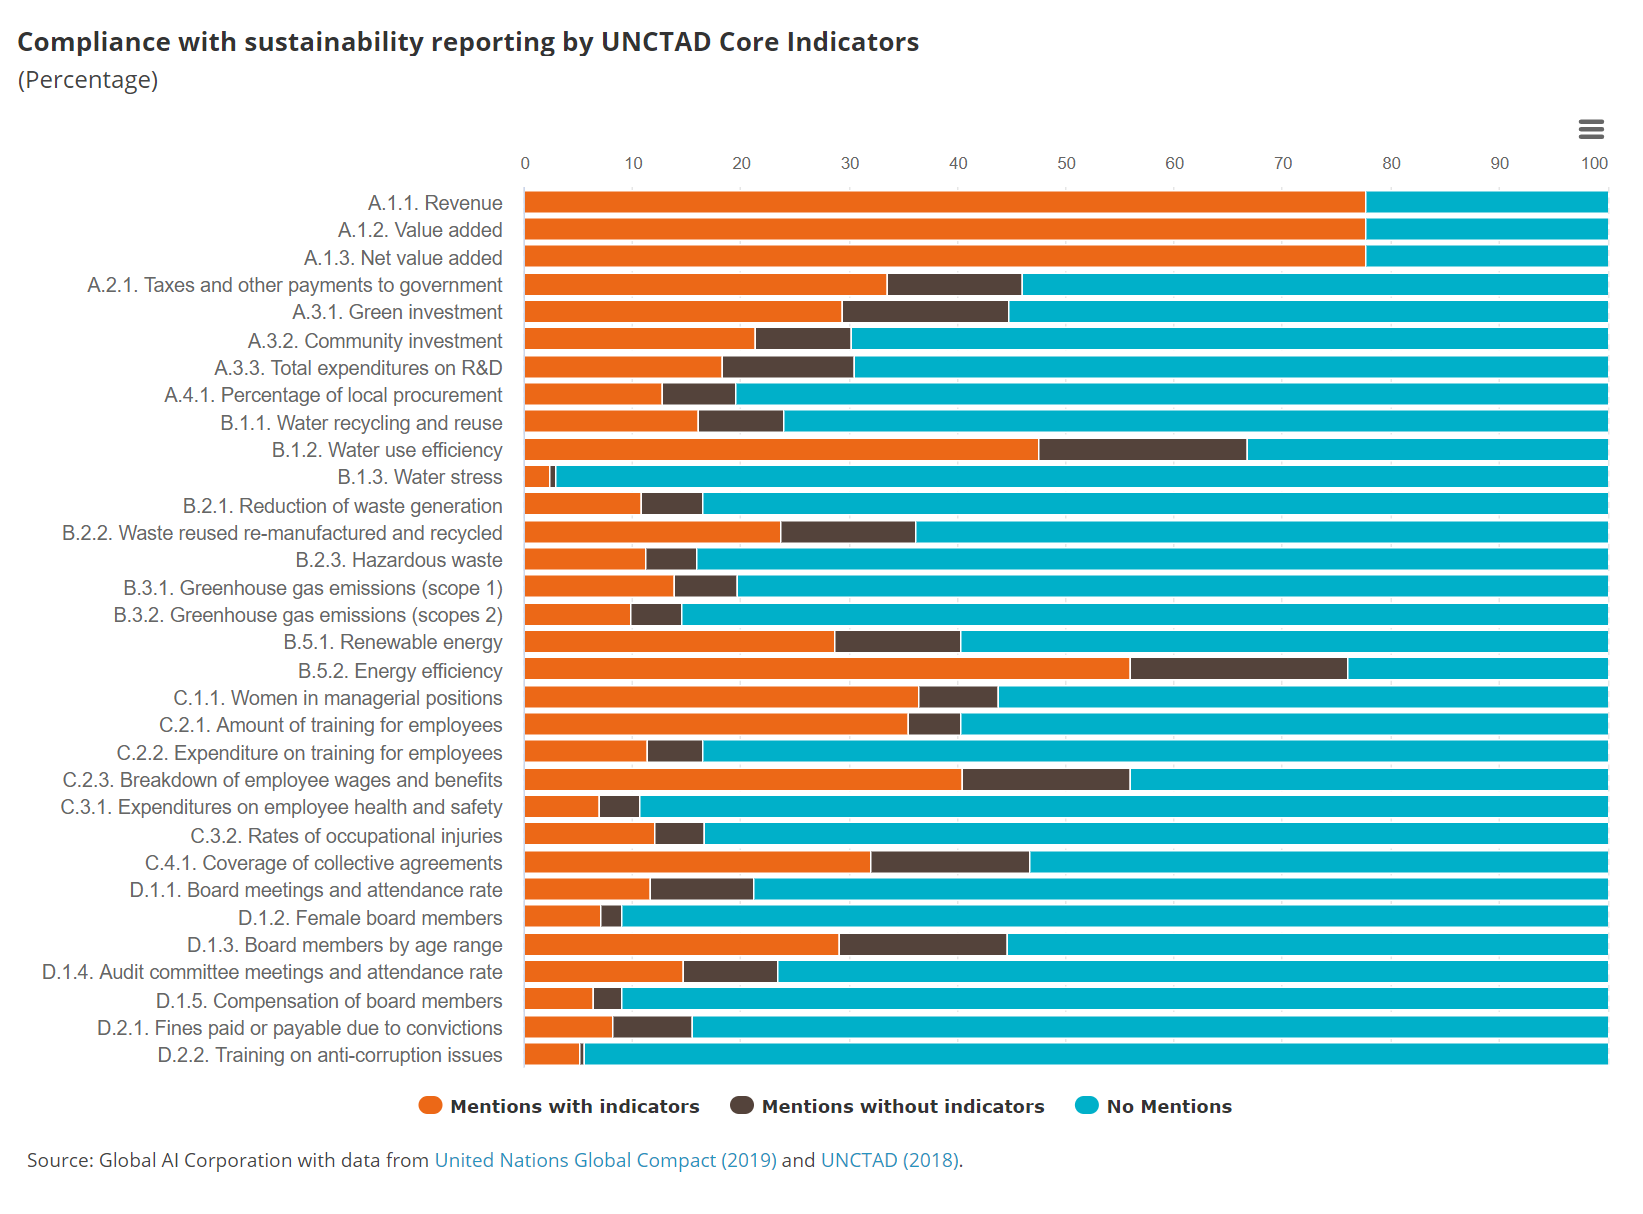 Compliance with sustainability reporting by UNCTAD Core Indicators
(Percentage)
0 10 20 30 40 50 60 70 80 90 100
A.1.1. Revenue
A.1.2. Value added
A.1.3. Net value added
A.2.1. Taxes and other payments to government
A.3.1. Green investment
A.3.2. Community investment
A.3.3. Total expenditures on R&D
A.4.1. Percentage of local procurement
B.1.1. Water recycling and reuse
B.1.2. Water use efficiency
B.1.3. Water stress
B.2.1. Reduction of waste generation
B.2.2. Waste reused re-manufactured and recycled
B.2.3. Hazardous waste
B.3.1. Greenhouse gas emissions (scope 1)
B.3.2. Greenhouse gas emissions (scopes 2)
B.5.1. Renewable energy
B.5.2. Energy efficiency
C.1.1. Women in managerial positions
C.2.1. Amount of training for employees
C.2.2. Expenditure on training for employees
C.2.3. Breakdown of employee wages and benefits
C.3.1. Expenditures on employee health and safety
C.3.2. Rates of occupational injuries
C.4.1. Coverage of collective agreements
D.1.1. Board meetings and attendance rate
D.1.2. Female board members
D.1.3. Board members by age range
D.1.4. Audit committee meetings and attendance rate
D.1.5. Compensation of board members
D.2.1. Fines paid or payable due to convictions
D.2.2. Training on anti-corruption issues
Mentions with indicators Mentions without indicators No Mentions
Source: Global AI Corporation with data from United Nations Global Compact (2019) and UNCTAD (2018).